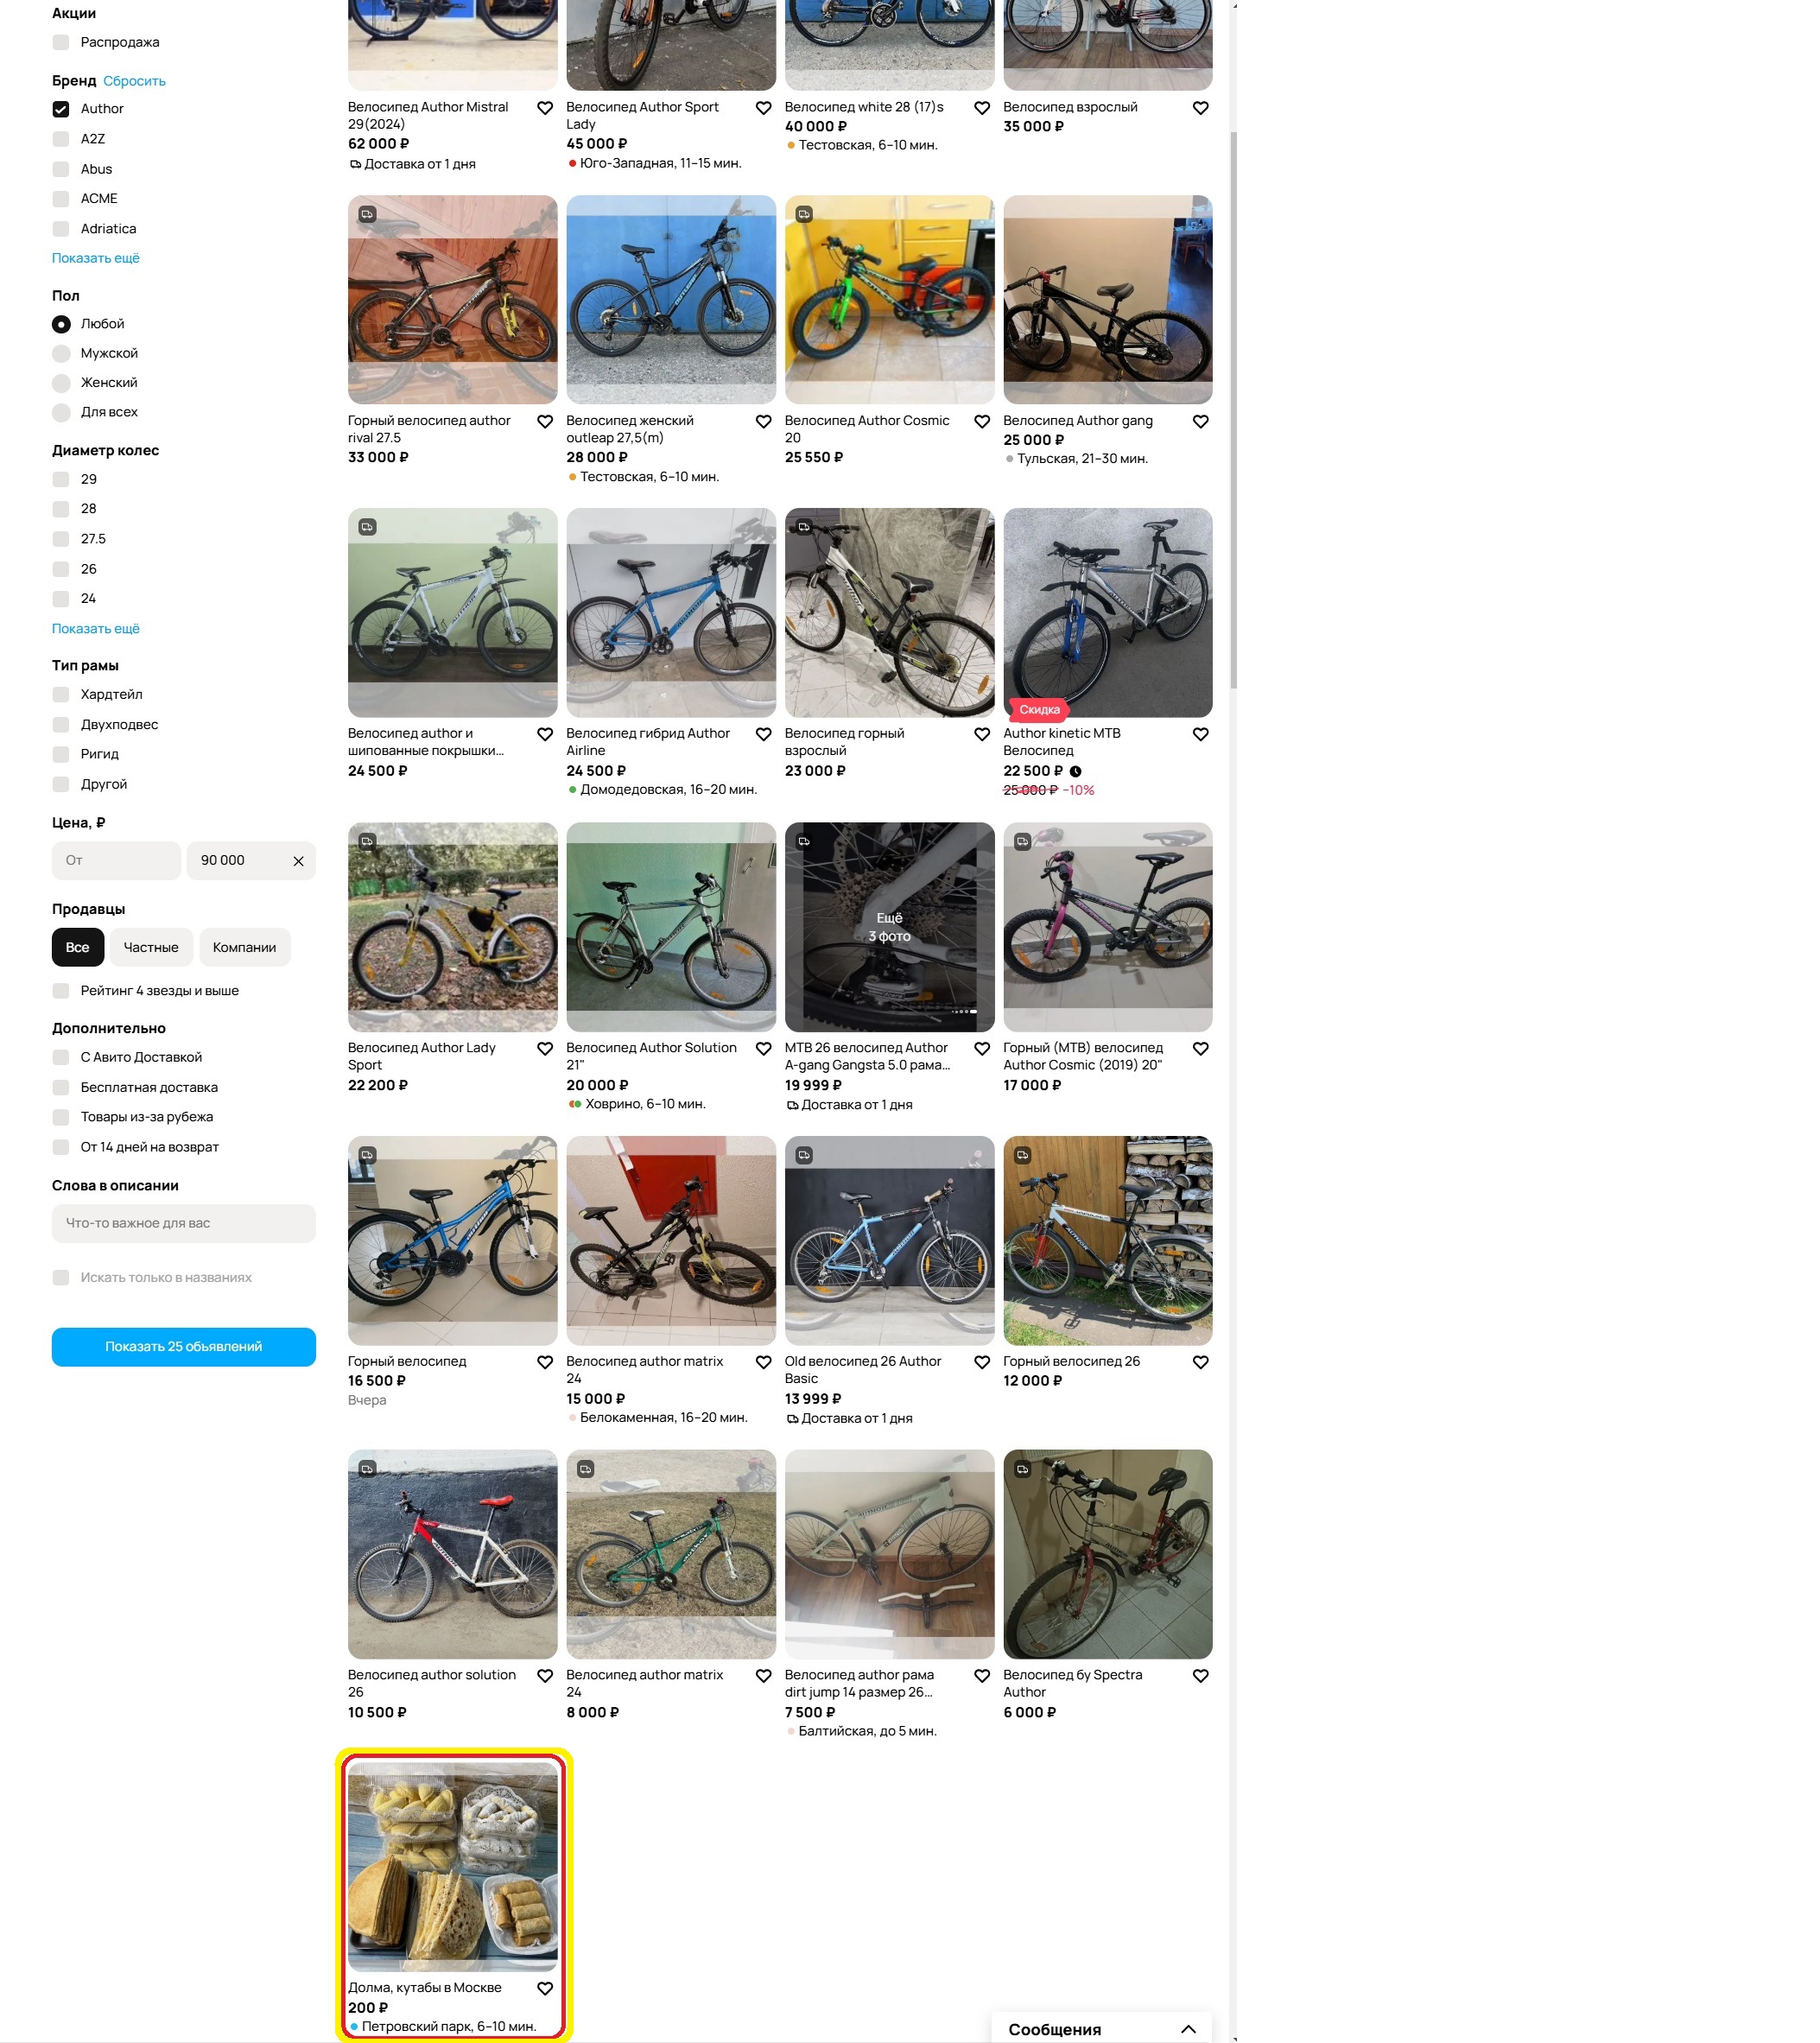 Акции
Распродажа
Бренд Сбросить
Author
A2Z
Abus
ACME
Adriatica
Показать ещё
Пол
Любой
Мужской
Женский
Для всех
Диаметр колес
29
28
27.5
26
24
Показать ещё
Тип рамы
Хардтейл
Двухподвес
Ригид
Другой
Цена, ₽
От
90 000
Продавцы
Все
Частные
Компании
Рейтинг 4 звезды и выше
Дополнительно
С Авито Доставкой
Бесплатная доставка
Товары из-за рубежа
От 14 дней на возврат
Слова в описании
Что-то важное для вас
Искать только в названиях
Показать 25 объявлений
Велосипед Author Mistral
29(2024)
62 000 ₽
Доставка от 1 дня
Велосипед Author Sport
Lady
45 000 ₽
Юго-Западная, 11–15 мин.
Велосипед white 28 (17)s
40 000 ₽
Тестовская, 6–10 мин.
Велосипед взрослый
35 000 ₽
Горный велосипед author
rival 27.5
33 000 ₽
Велосипед женский
outleap 27,5(m)
28 000 ₽
Тестовская, 6–10 мин.
Велосипед Author Cosmic
20
25 550 ₽
Велосипед Author gang
25 000 ₽
Тульская, 21–30 мин.
Велосипед author и
шипованные покрышки...
24 500 ₽
Велосипед гибрид Author
Airline
24 500 ₽
Домодедовская, 16–20 мин.
Велосипед горный
взрослый
23 000 ₽
Скидка
Author kinetic MTB
Велосипед
22 500 ₽
25 000 ₽ –10%
Велосипед Author Lady
Sport
22 200 ₽
Велосипед Author Solution
21"
20 000 ₽
Ховрино, 6–10 мин.
Ещё
3 фото
MTB 26 велосипед Author
A-gang Gangsta 5.0 рама...
19 999 ₽
Доставка от 1 дня
Горный (МТВ) велосипед
Author Cosmic (2019) 20"
17 000 ₽
Горный велосипед
16 500 ₽
Вчера
Велосипед author matrix
24
15 000 ₽
Белокаменная, 16–20 мин.
Old велосипед 26 Author
Basic
13 999 ₽
Доставка от 1 дня
Горный велосипед 26
12 000 ₽
Велосипед author solution
26
10 500 ₽
Велосипед author matrix
24
8 000 ₽
Велосипед author рама
dirt jump 14 размер 26...
7 500 ₽
Балтийская, до 5 мин.
Велосипед бу Spectra
Author
6 000 ₽
Долма, кутабы в Москве
200 ₽
Петровский парк, 6–10 мин.
Сообщения